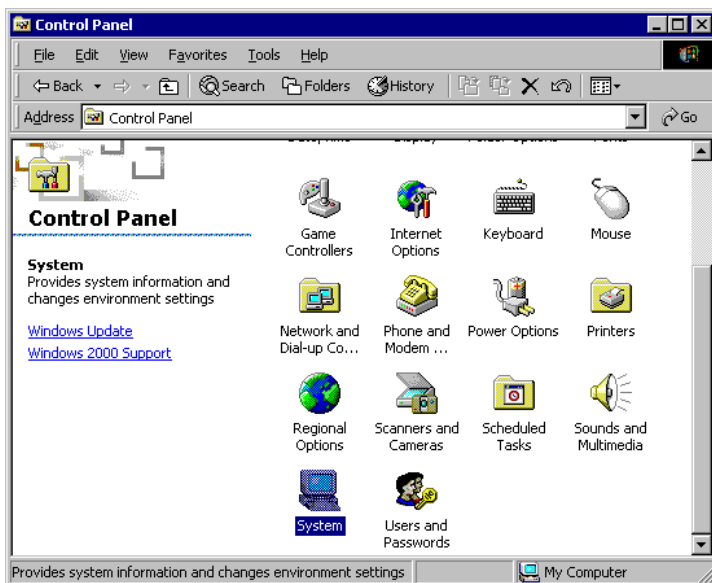 Control Panel
File Edit View Favorites Tools Help
Back Search Folders History
Address Control Panel Go
Control Panel
System
Provides system information and
changes environment settings
Windows Update
Windows 2000 Support
Game
Controllers
Internet
Options
Keyboard
Mouse
Network and
Dial-up Co...
Phone and
Modem ...
Power Options
Printers
Regional
Options
Scanners and
Cameras
Scheduled
Tasks
Sounds and
Multimedia
System
Users and
Passwords
Provides system information and changes environment settings
My Computer